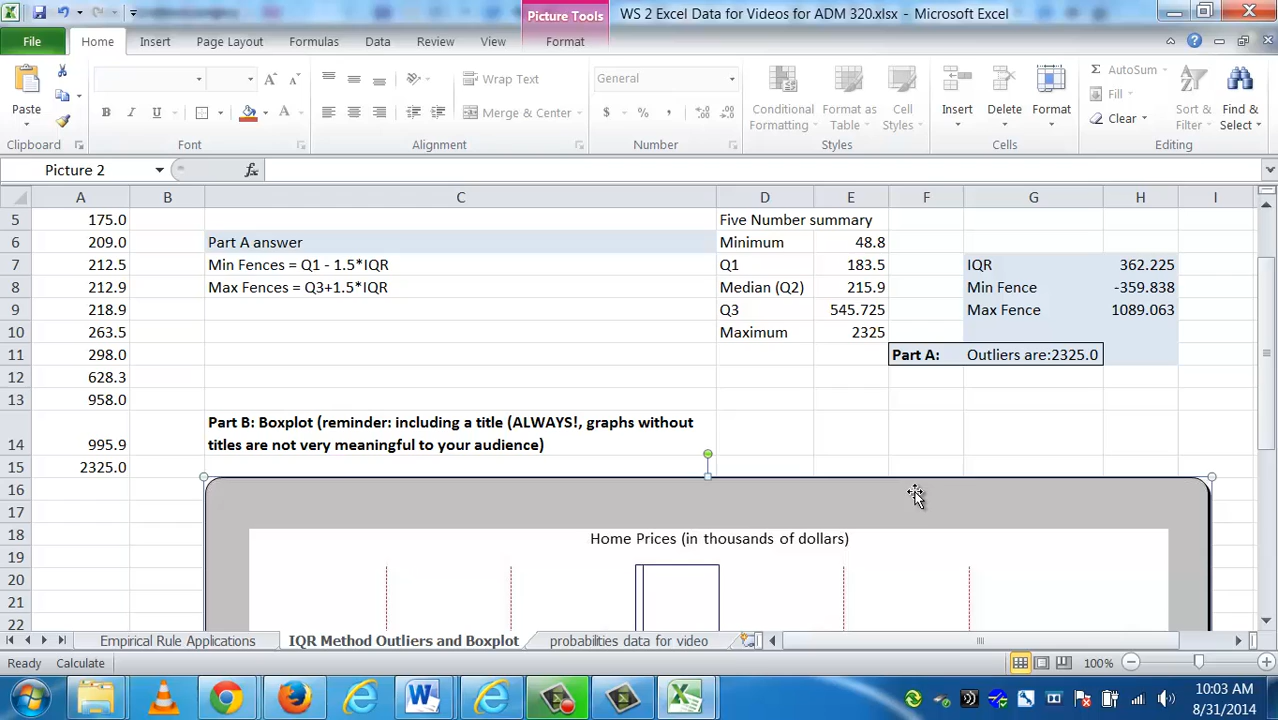 Picture Tools
WS 2 Excel Data for Videos for ADM 320.xlsx - Microsoft Excel
File Home Insert Page Layout Formulas Data Review View Format
Paste
Wrap Text
Merge & Center
General
$ % ,
Conditional Formatting
Format as Table
Cell Styles
Insert
Delete
Format
AutoSum
Fill
Clear
Sort & Filter
Find & Select
Clipboard Font Alignment Number Styles Cells Editing
Picture 2 fx
A B C D E F G H I
5 175.0 Five Number summary
6 209.0 Part A answer Minimum 48.8
7 212.5 Min Fences = Q1 - 1.5*IQR Q1 183.5 IQR 362.225
8 212.9 Max Fences = Q3+1.5*IQR Median (Q2) 215.9 Min Fence -359.838
9 218.9 Q3 545.725 Max Fence 1089.063
10 263.5 Maximum 2325
11 298.0 Part A: Outliers are:2325.0
12 628.3
13 958.0
Part B: Boxplot (reminder: including a title (ALWAYS!, graphs without
14 995.9 titles are not very meaningful to your audience)
15 2325.0
16
17
18 Home Prices (in thousands of dollars)
19
20
21
22
Empirical Rule Applications IQR Method Outliers and Boxplot probabilities data for video
Ready Calculate 100%
10:03 AM
8/31/2014